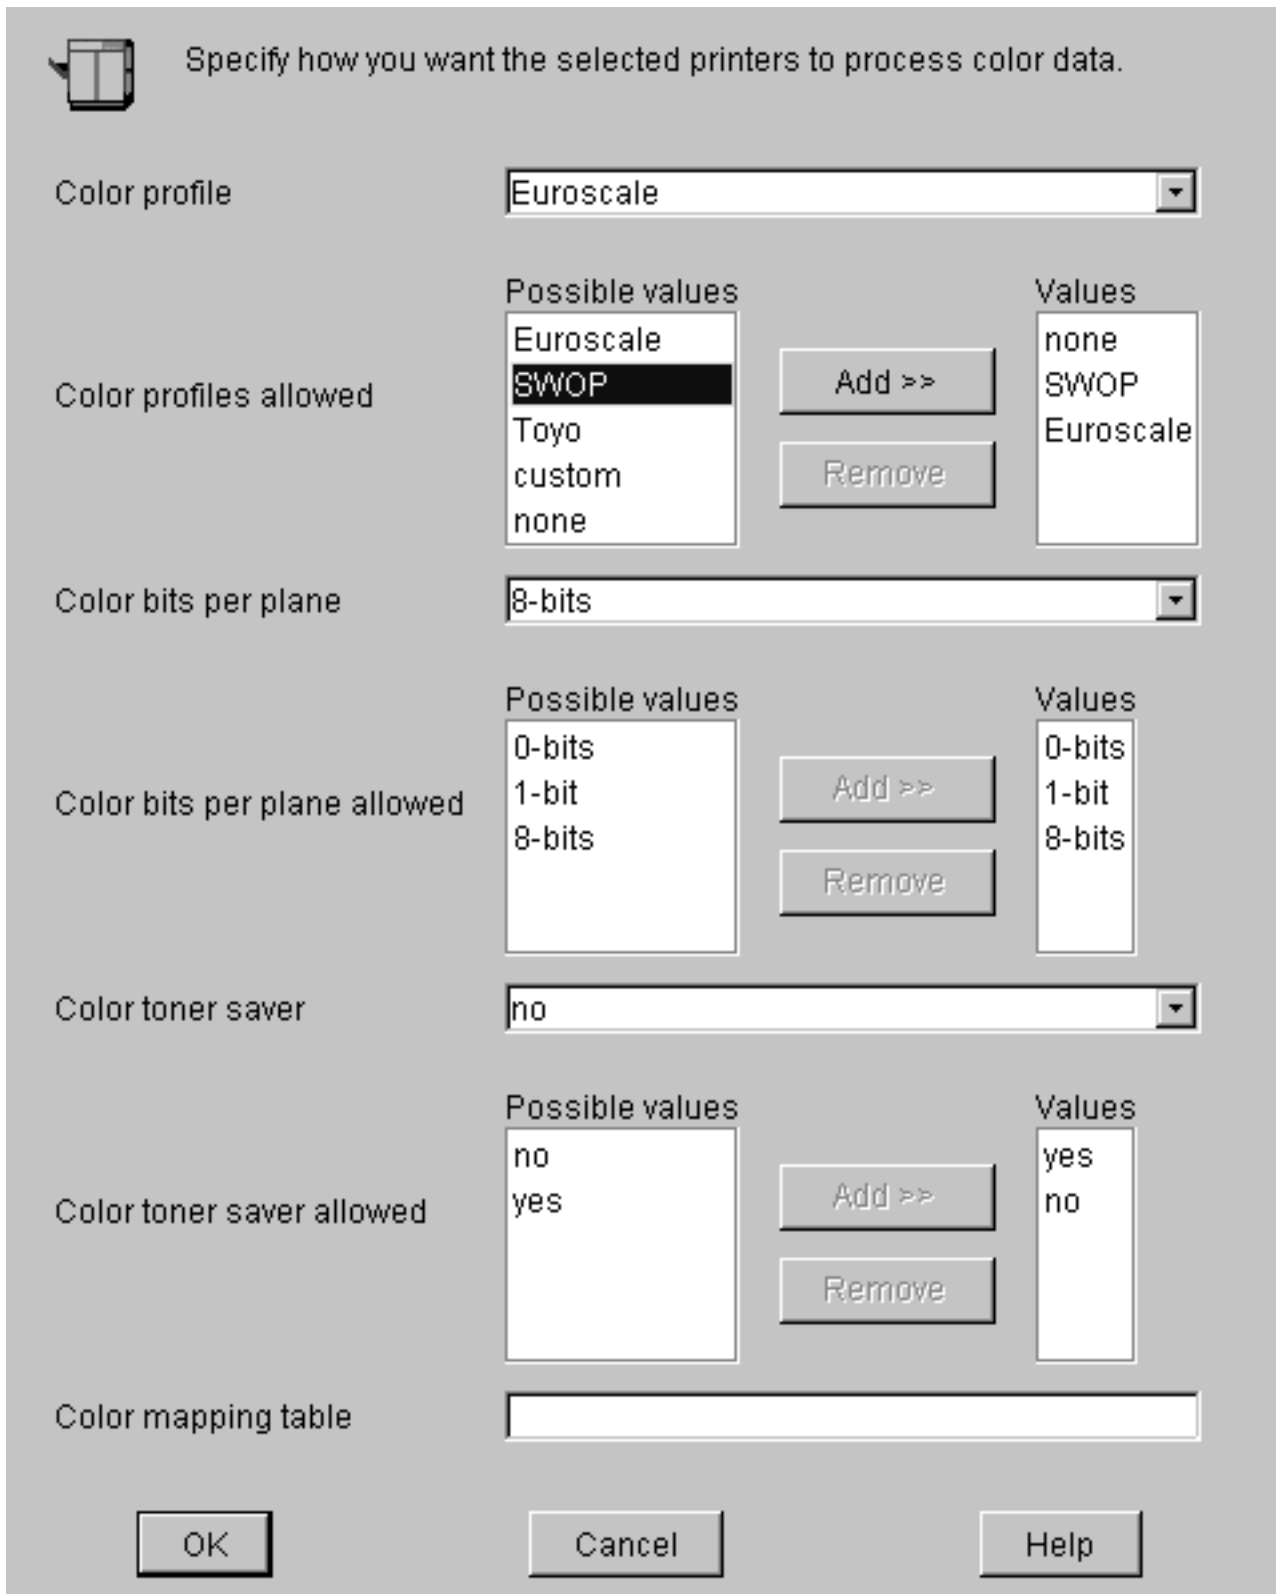 Specify how you want the selected printers to process color data.
Color profile
Euroscale
Color profiles allowed
Possible values
Euroscale
SWOP
Toyo
custom
none
Add >>
Remove
Values
none
SWOP
Euroscale
Color bits per plane
8-bits
Color bits per plane allowed
Possible values
0-bits
1-bit
8-bits
Add >>
Remove
Values
0-bits
1-bit
8-bits
Color toner saver
no
Color toner saver allowed
Possible values
no
yes
Add >>
Remove
Values
yes
no
Color mapping table
OK
Cancel
Help